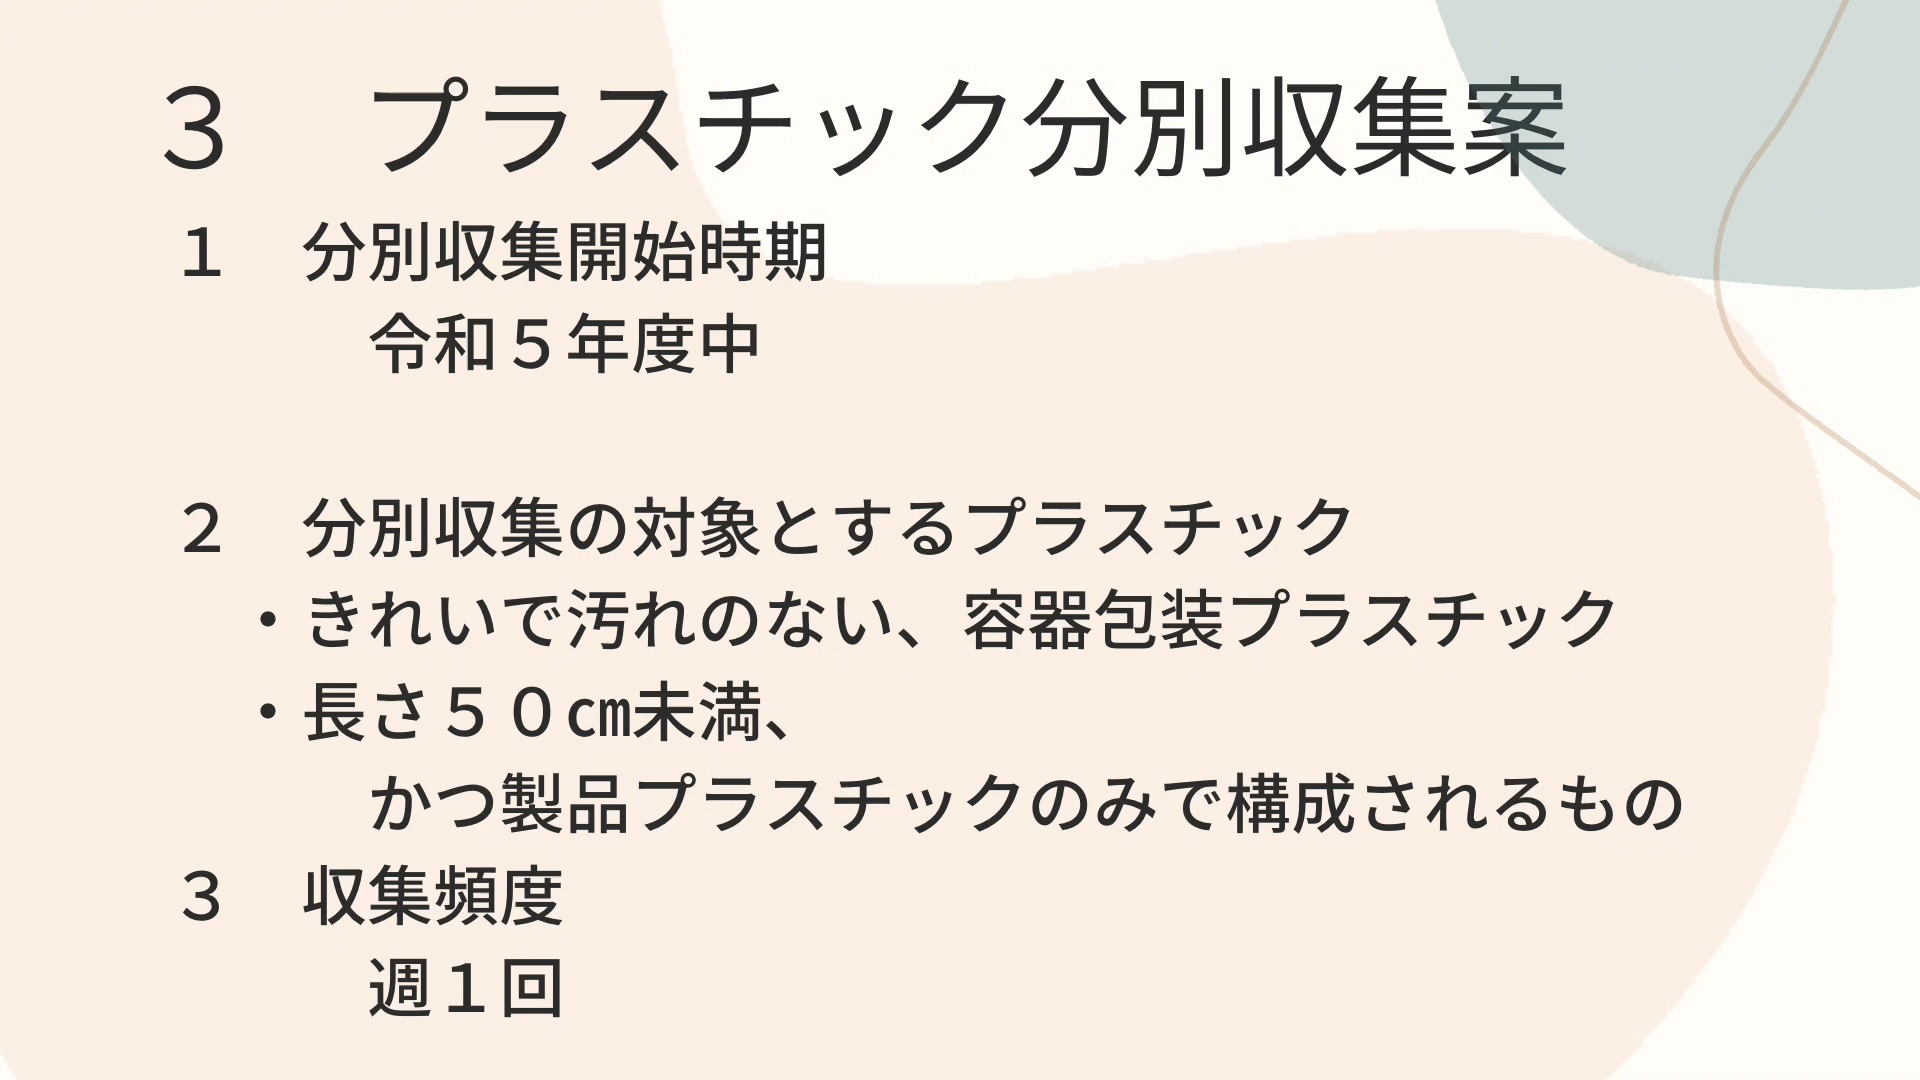 ３　プラスチック分別収集案
１　分別収集開始時期
令和５年度中
２　分別収集の対象とするプラスチック
・きれいで汚れのない、容器包装プラスチック
・長さ５０㎝未満、
かつ製品プラスチックのみで構成されるもの
３　収集頻度
週１回